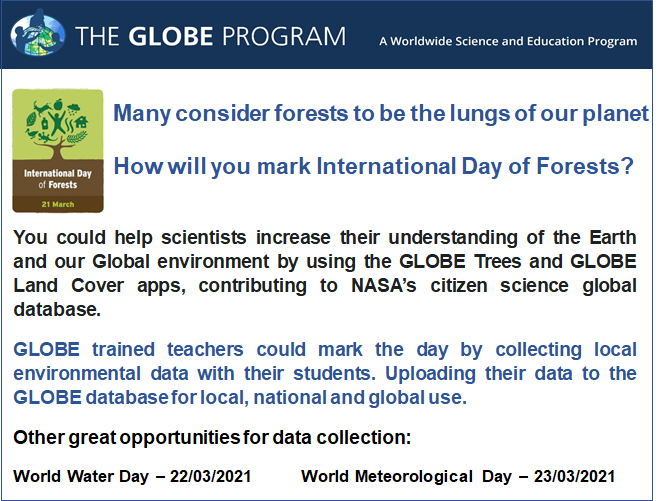 THE GLOBE PROGRAM
A Worldwide Science and Education Program
Many consider forests to be the lungs of our planet
How will you mark International Day of Forests?
International Day
of Forests
21 March
You could help scientists increase their understanding of the Earth
and our Global environment by using the GLOBE Trees and GLOBE
Land Cover apps, contributing to NASA's citizen science global
database.
GLOBE trained teachers could mark the day by collecting local
environmental data with their students. Uploading their data to the
GLOBE database for local, national and global use.
Other great opportunities for data collection:
World Water Day – 22/03/2021
World Meteorological Day – 23/03/2021